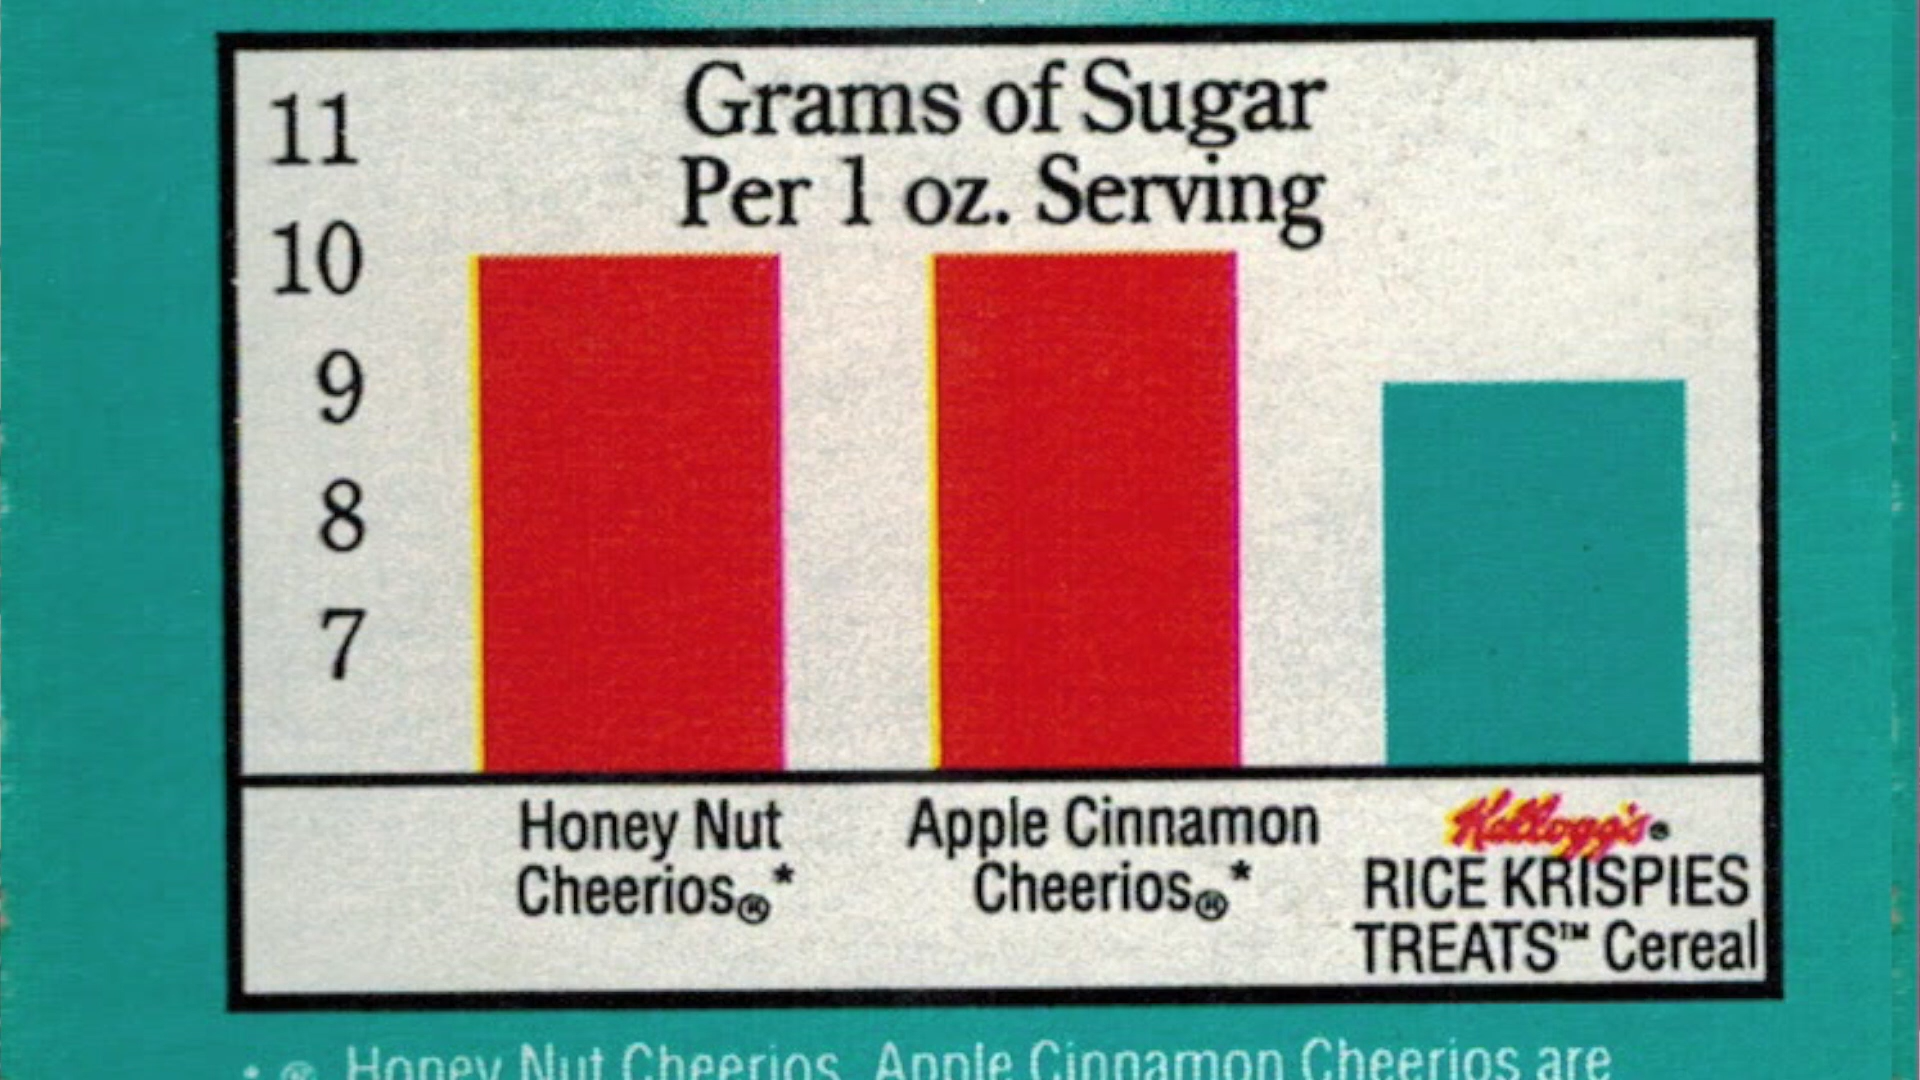 Grams of Sugar
Per 1 oz. Serving
11
10
9
8
7
Honey Nut
Cheerios®*
Apple Cinnamon
Cheerios®*
Kellogg's®
RICE KRISPIES
TREATS™ Cereal
*® Honey Nut Cheerios, Apple Cinnamon Cheerios are